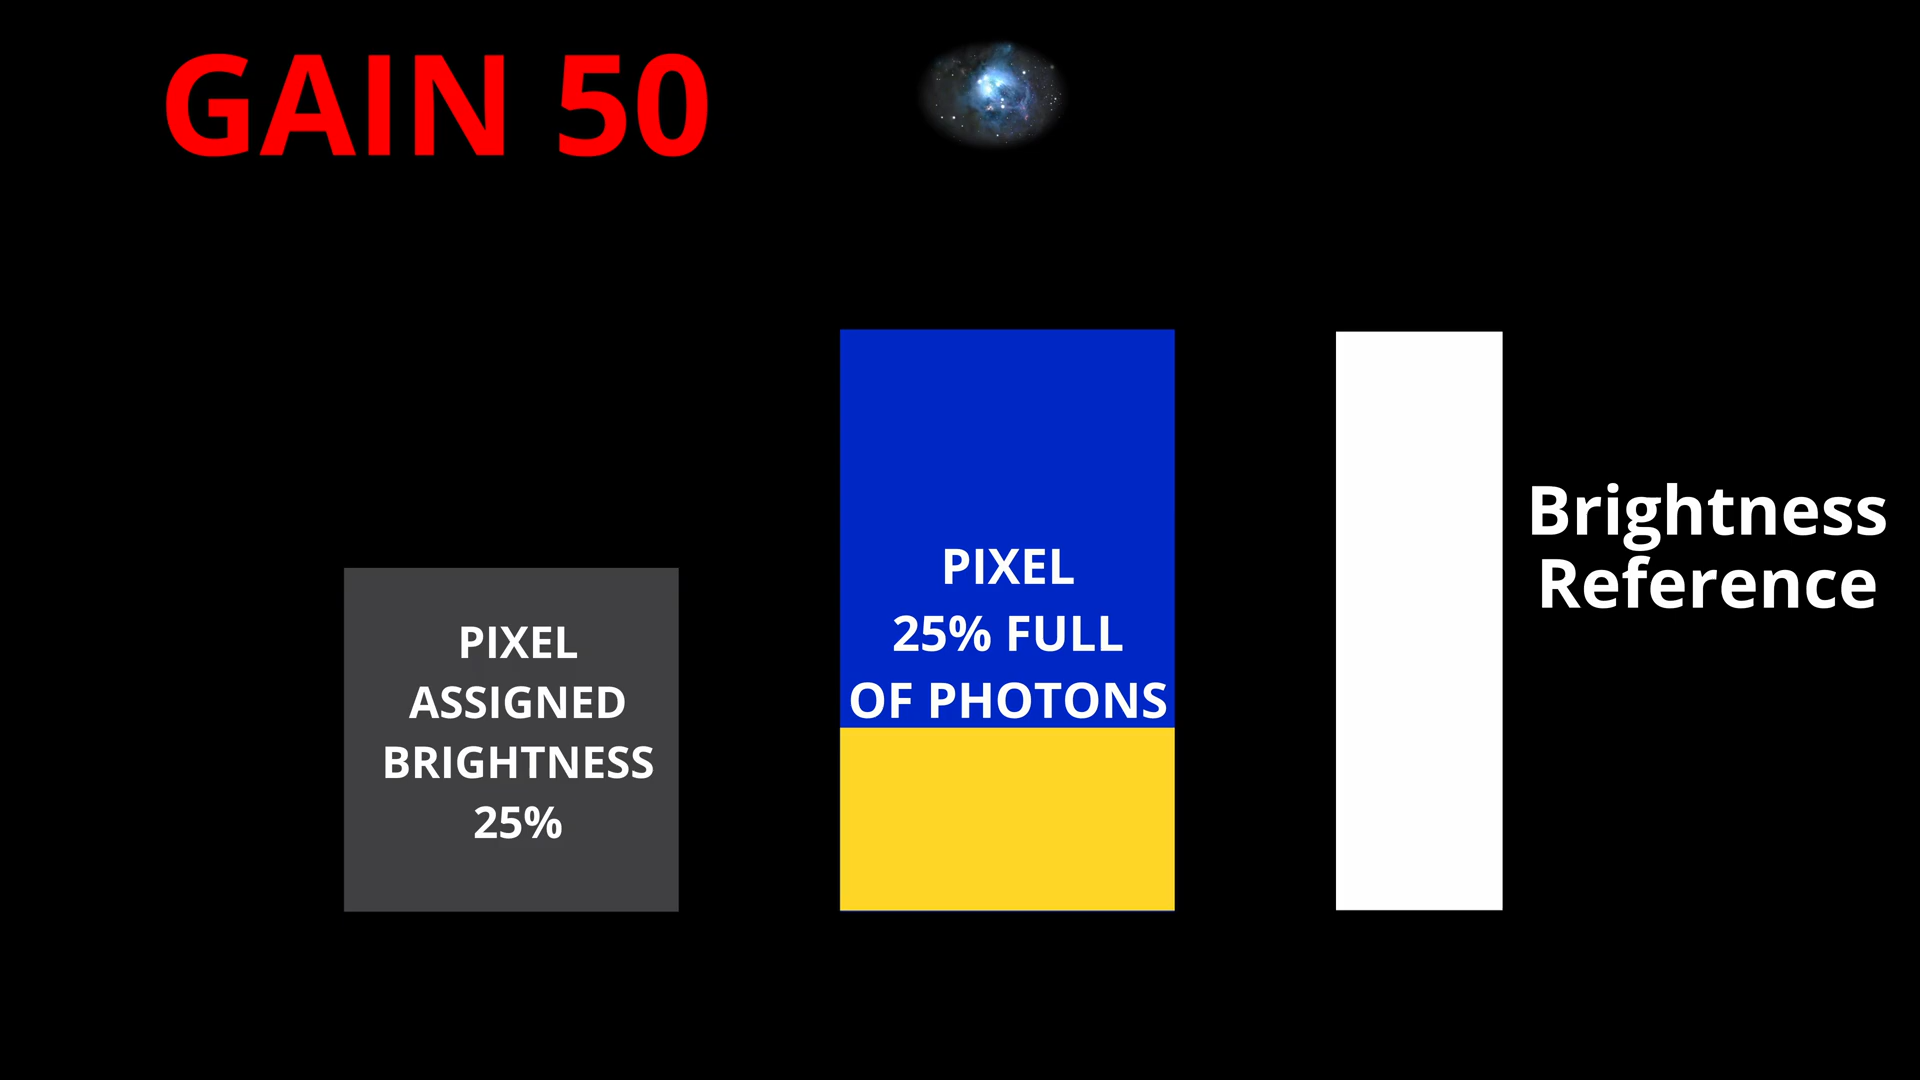 GAIN 50
PIXEL
ASSIGNED
BRIGHTNESS
25%
PIXEL
25% FULL
OF PHOTONS
Brightness
Reference